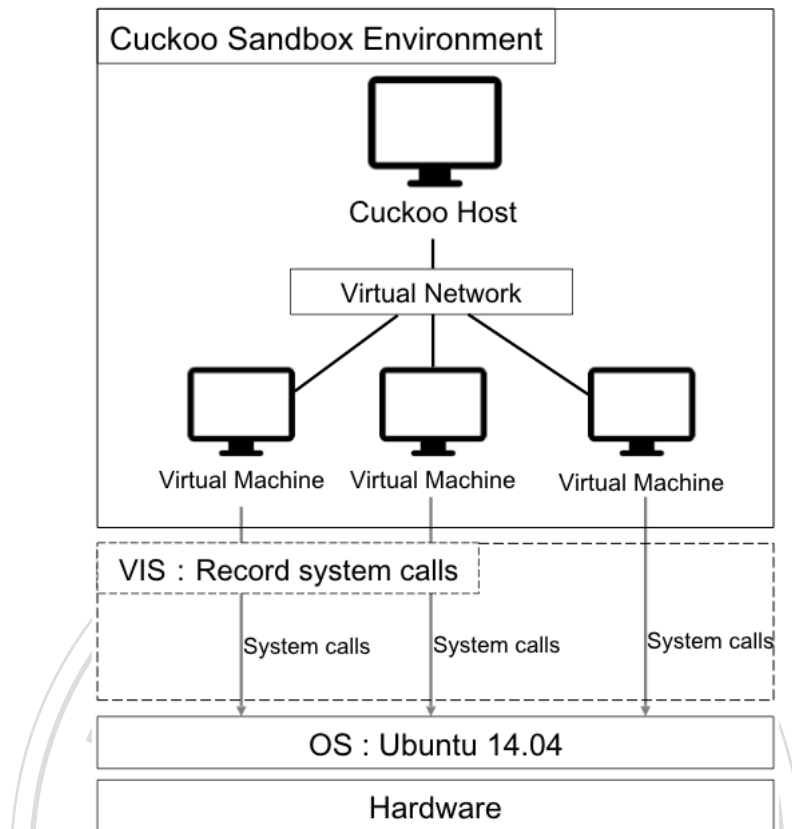 Cuckoo Sandbox Environment
Cuckoo Host
Virtual Network
Virtual Machine
Virtual Machine
Virtual Machine
VIS : Record system calls
System calls
System calls
System calls
OS : Ubuntu 14.04
Hardware